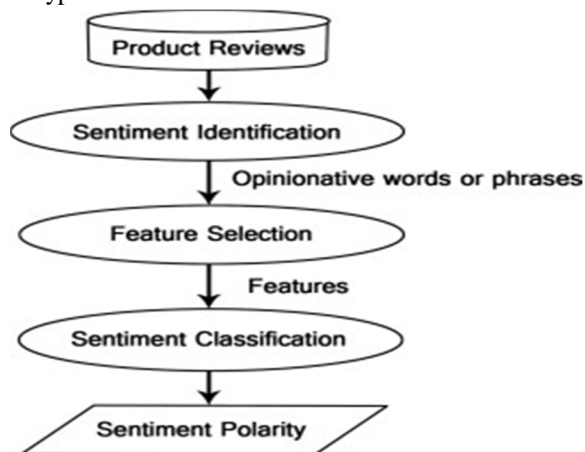 Product Reviews
Sentiment Identification
Opinionative words or phrases
Feature Selection
Features
Sentiment Classification
Sentiment Polarity